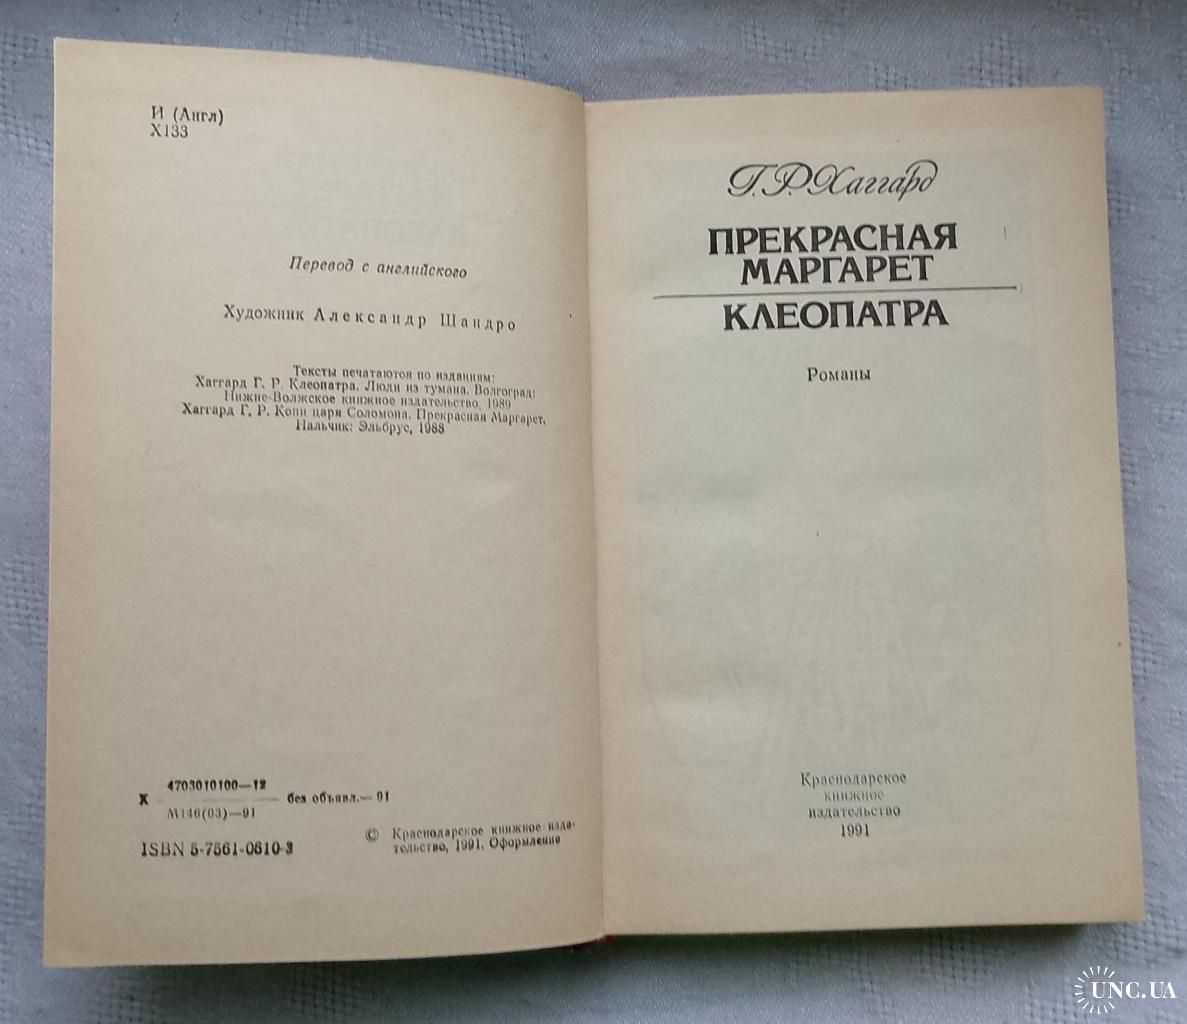 И (Англ)
Х133
Перевод с английского
Художник Александр Шандро
Тексты печатаются по изданиям:
Хаггард Г. Р. Клеопатра. Люди из тумана. Волгоград:
Нижне-Волжское книжное издательство, 1989
Хаггард Г. Р. Копи царя Соломона. Прекрасная Маргарет.
Нальчик: Эльбрус, 1988
4703010100—12
Х без объявл.—91
М146(03)—91
© Краснодарское книжное изда-
тельство, 1991. Оформление
ISBN 5-7561-0610-3
Г.Р.Хаггард
ПРЕКРАСНАЯ
МАРГАРЕТ
КЛЕОПАТРА
Романы
Краснодарское
книжное
издательство
1991
UNC.UA